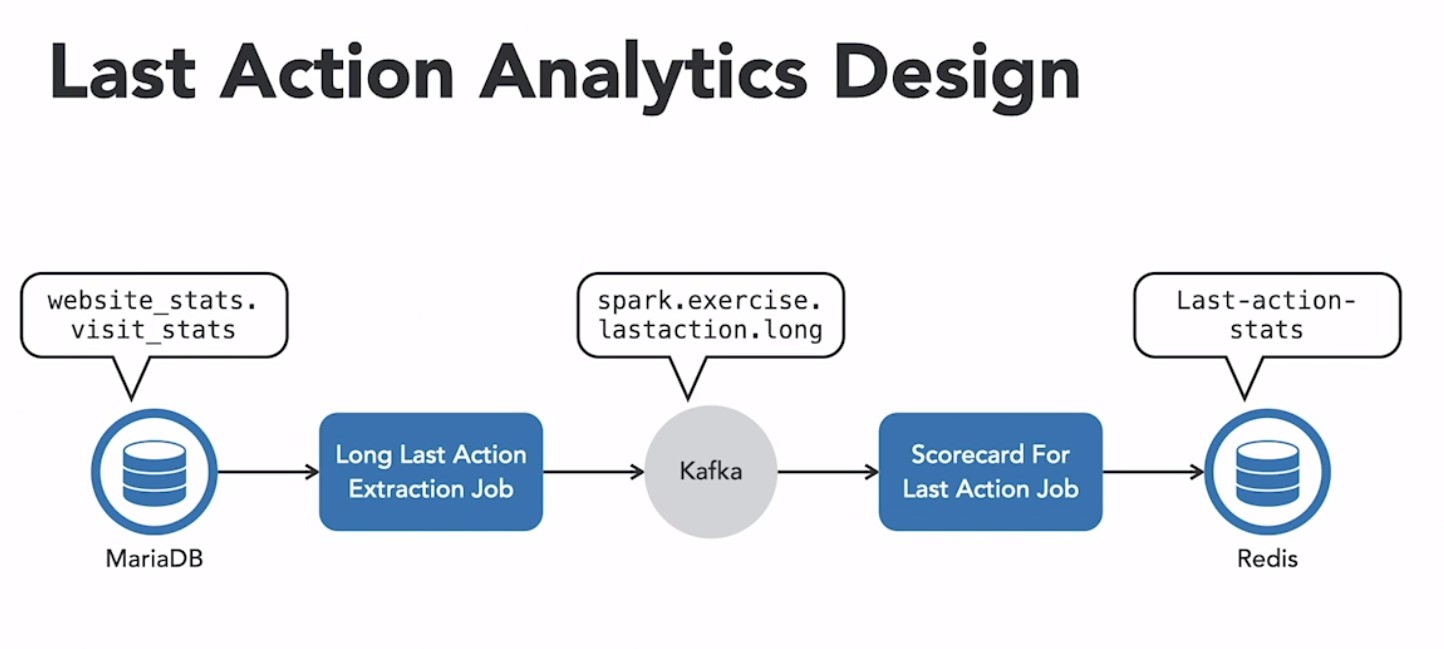 Last Action Analytics Design
website_stats.
visit_stats
spark.exercise.
lastaction.long
Last-action-
stats
Long Last Action
Extraction Job
Kafka
Scorecard For
Last Action Job
MariaDB
Redis